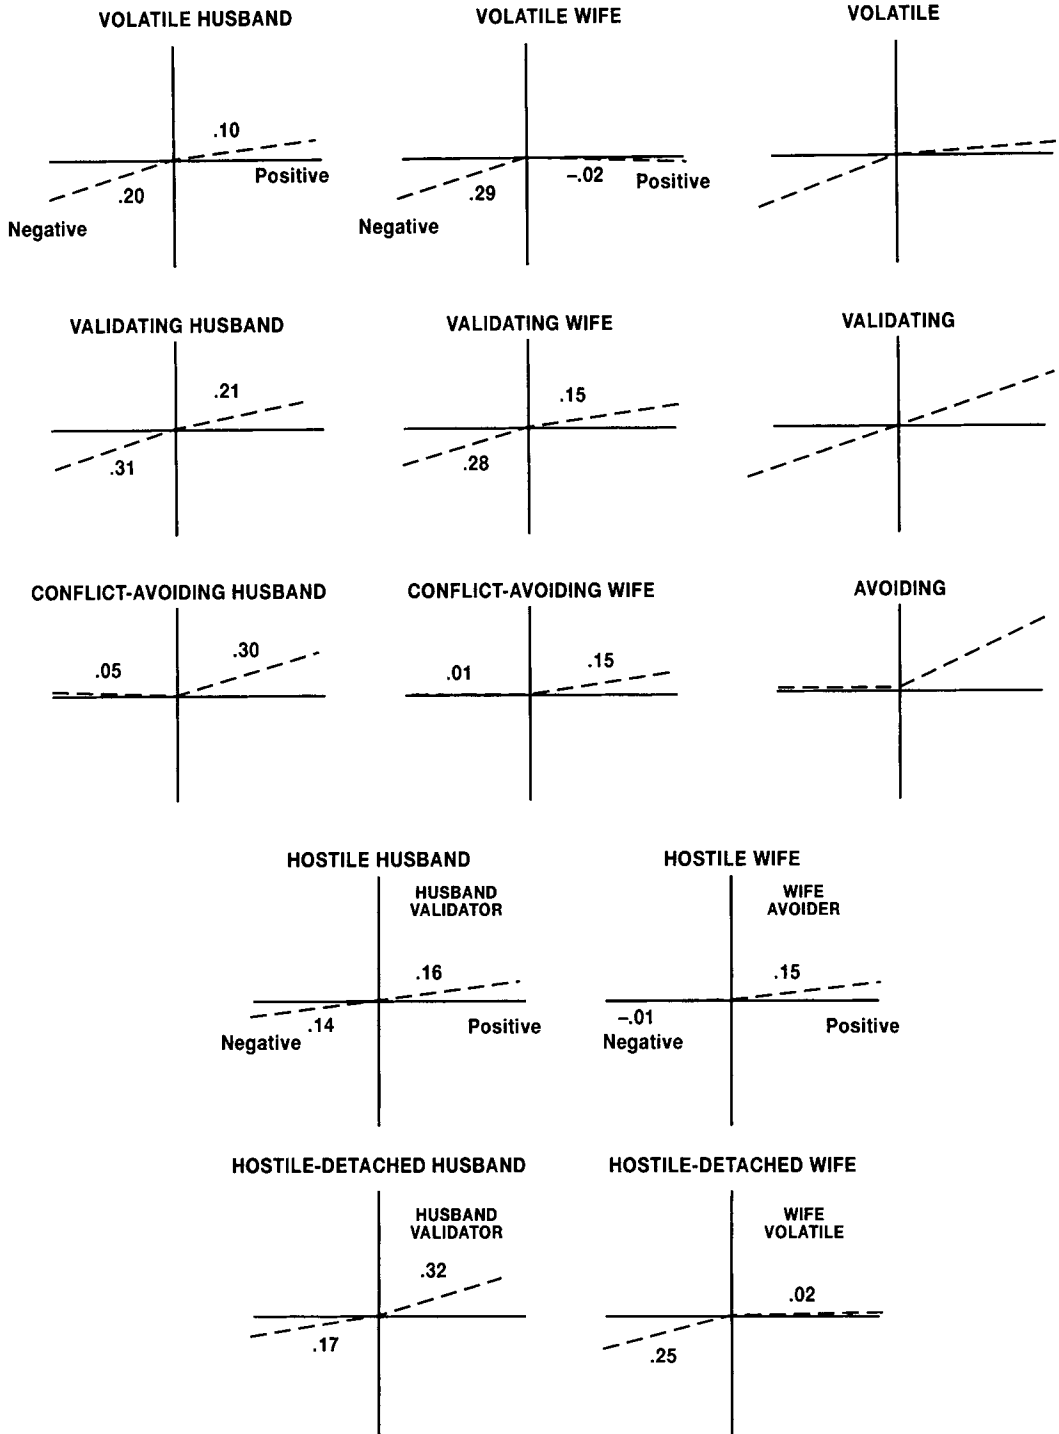 VOLATILE HUSBAND
VOLATILE WIFE
VOLATILE
.10
Positive
.20
Negative
–.02
Positive
.29
Negative
VALIDATING HUSBAND
VALIDATING WIFE
VALIDATING
.21
.31
.15
.28
CONFLICT-AVOIDING HUSBAND
CONFLICT-AVOIDING WIFE
AVOIDING
.05
.30
.01
.15
HOSTILE HUSBAND
HOSTILE WIFE
HUSBAND
VALIDATOR
WIFE
AVOIDER
.16
.14
Negative
Positive
.15
–.01
Negative
Positive
HOSTILE-DETACHED HUSBAND
HOSTILE-DETACHED WIFE
HUSBAND
VALIDATOR
WIFE
VOLATILE
.32
.17
.02
.25